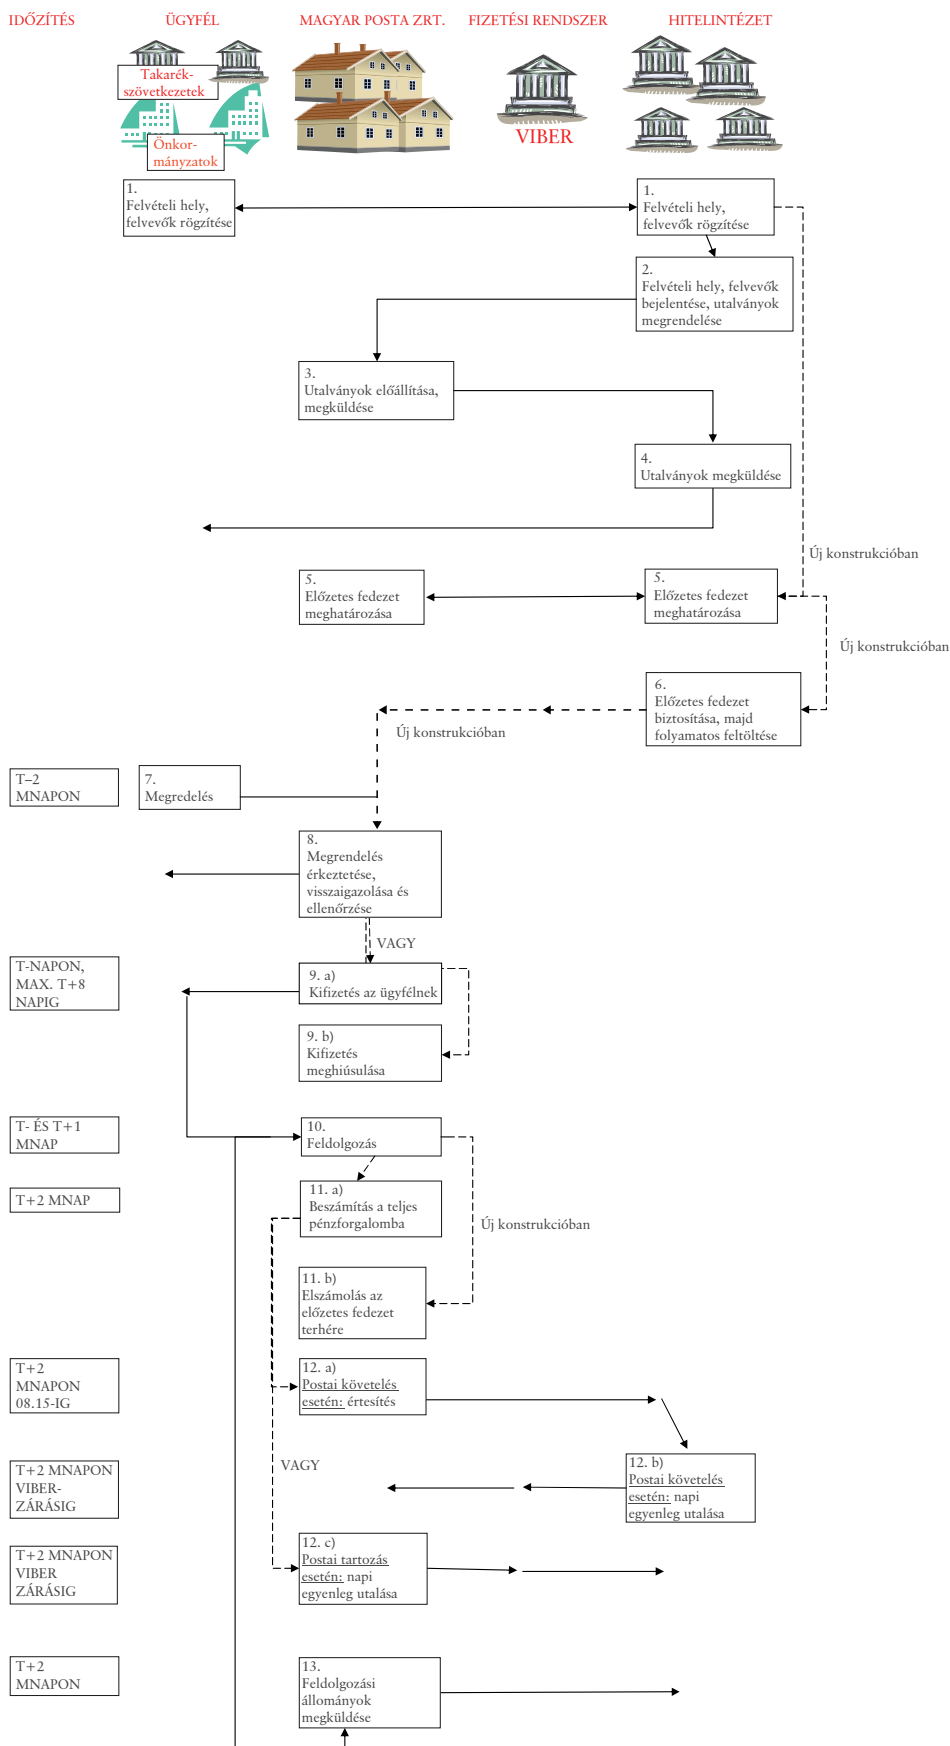 IDŐZÍTÉS
ÜGYFÉL
MAGYAR POSTA ZRT.
FIZETÉSI RENDSZER
HITELINTÉZET
Takarék-
szövetkezetek
Önkor-
mányzatok
VIBER
1.
Felvételi hely,
felvevők rögzítése
1.
Felvételi hely,
felvevők rögzítése
2.
Felvételi hely, felvevők
bejelentése, utalványok
megrendelése
3.
Utalványok előállítása,
megküldése
4.
Utalványok megküldése
Új konstrukcióban
5.
Előzetes fedezet
meghatározása
5.
Előzetes fedezet
meghatározása
Új konstrukcióban
6.
Előzetes fedezet
biztosítása, majd
folyamatos feltöltése
Új konstrukcióban
T–2
MNAPON
7.
Megredelés
8.
Megrendelés
érkeztetése,
visszaigazolása és
ellenőrzése
VAGY
T-NAPON,
MAX. T+8
NAPIG
9. a)
Kifizetés az ügyfélnek
9. b)
Kifizetés
meghiúsulása
T- ÉS T+1
MNAP
10.
Feldolgozás
T+2 MNAP
11. a)
Beszámítás a teljes
pénzforgalomba
Új konstrukcióban
11. b)
Elszámolás az
előzetes fedezet
terhére
T+2
MNAPON
08.15-IG
12. a)
Postai követelés
esetén: értesítés
T+2 MNAPON
VIBER-
ZÁRÁSIG
VAGY
12. b)
Postai követelés
esetén: napi
egyenleg utalása
T+2 MNAPON
VIBER
ZÁRÁSIG
12. c)
Postai tartozás
esetén: napi
egyenleg utalása
T+2
MNAPON
13.
Feldolgozási
állományok
megküldése